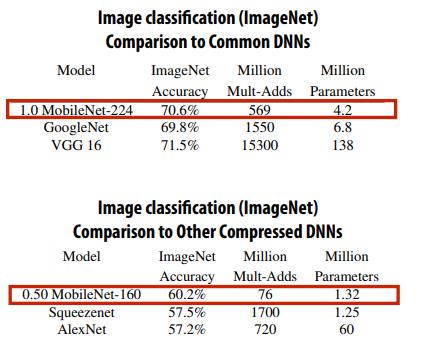 Image classification (ImageNet)
Comparison to Common DNNs
Model ImageNet Million Million
Accuracy Mult-Adds Parameters
1.0 MobileNet-224 70.6% 569 4.2
GoogleNet 69.8% 1550 6.8
VGG 16 71.5% 15300 138
Image classification (ImageNet)
Comparison to Other Compressed DNNs
Model ImageNet Million Million
Accuracy Mult-Adds Parameters
0.50 MobileNet-160 60.2% 76 1.32
Squeezenet 57.5% 1700 1.25
AlexNet 57.2% 720 60